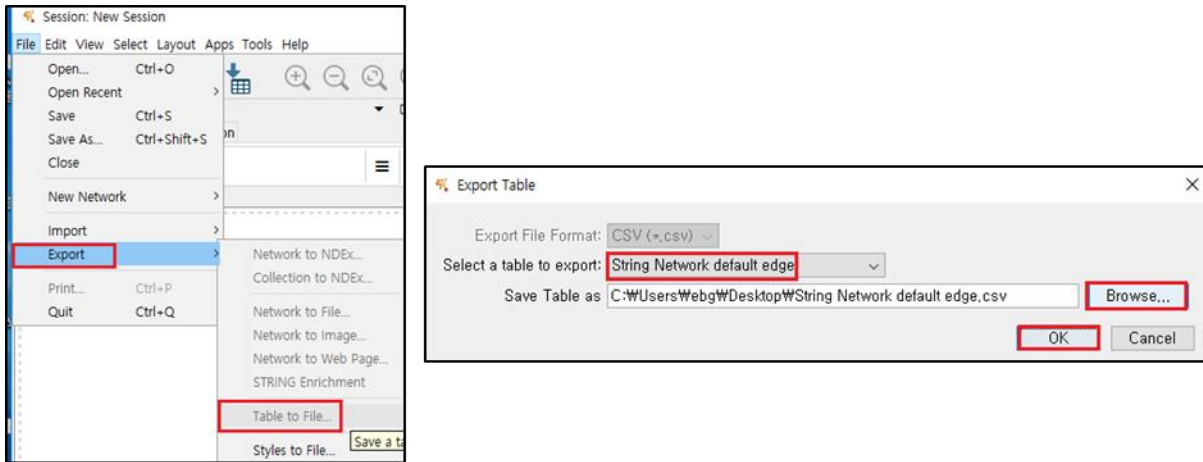 Session: New Session
File Edit View Select Layout Apps Tools Help
Open... Ctrl+O
Open Recent >
Save Ctrl+S
Save As... Ctrl+Shift+S
Close
New Network >
Import >
Export >
Print... Ctrl+P
Quit Ctrl+Q
Network to NDEx...
Collection to NDEx...
Network to File...
Network to Image...
Network to Web Page...
STRING Enrichment
Table to File...
Save a ta
Styles to File...
Export Table
Export File Format: CSV (*.csv)
Select a table to export: String Network default edge
Save Table as C:₩Users₩ebg₩Desktop₩String Network default edge.csv Browse...
OK Cancel